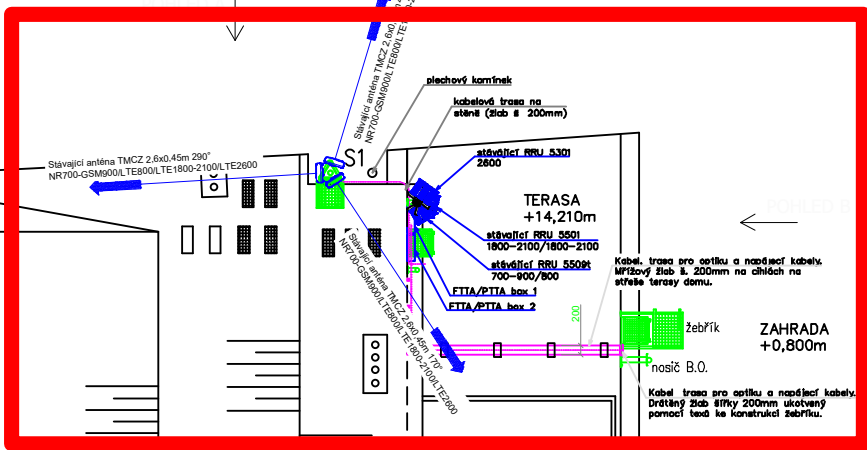 Stávající anténa TMCZ 2.6x0.
NR700-GSM900/LTE800/LTE1800-2
plechový komínek
kabelová trasa na
stěně (žlab š 200mm)
S1
Stávající anténa TMCZ 2.6x0.45m 290°
NR700-GSM900/LTE800/LTE1800-2100/LTE2600
stávající RRU 5301
2600
TERASA
+14,210m
POHLED B
stávající RRU 5501
1800-2100/1800-2100
stávající RRU 5509t
700-900/800
FTTA/PTTA box 1
FTTA/PTTA box 2
Stávající anténa TMCZ 2.6x0.45m 170°
NR700-GSM900/LTE800/LTE1800-2100/LTE2600
Kabel. trasa pro optiku a napájecí kabely.
Mřížový žlab š. 200mm na cihlách na
střeše terasy domu.
200
žebřík
ZAHRADA
+0,800m
nosič B.O.
Kabel trasa pro optiku a napájecí kabely.
Drátěný žlab šířky 200mm ukotvený
pomocí texů ke konstrukci žebříku.